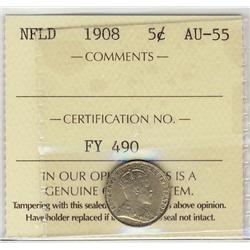 NFLD 1908 5¢ AU-55
— COMMENTS —
— CERTIFICATION NO. —
FY 490
IN OUR OPI S IS A
GENUINE TEM.
Tampering with this sealed s above opinion.
Have holder replaced if seal not intact.